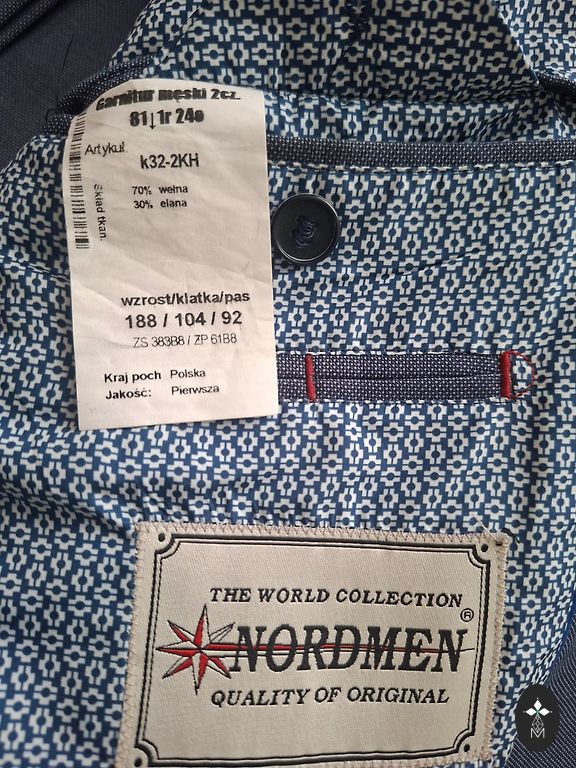 Garnitur męski 2cz.
81↓1r 24o
Artykuł k32-2KH
Skład tkan.
70% wełna
30% elana
wzrost/klatka/pas
188 / 104 / 92
ZS 383B8 / ZP 61B8
Kraj poch Polska
Jakość: Pierwsza
THE WORLD COLLECTION
NORDMEN®
QUALITY OF ORIGINAL
M